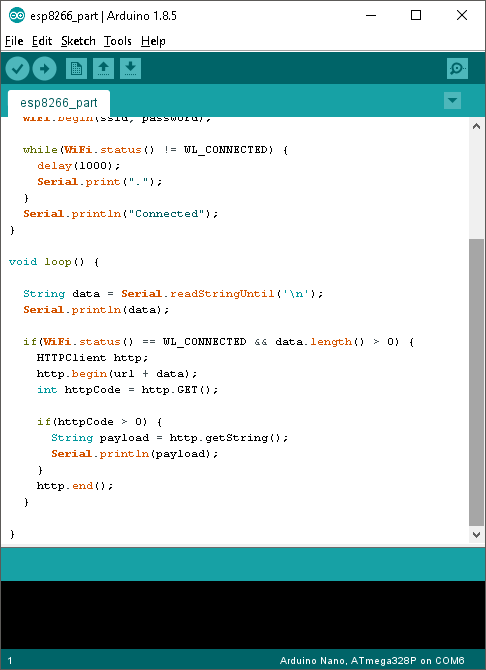 esp8266_part | Arduino 1.8.5
File Edit Sketch Tools Help
esp8266_part
WiFi.begin(ssid, password);
while(WiFi.status() != WL_CONNECTED) {
delay(1000);
Serial.print(".");
}
Serial.println("Connected");
}
void loop() {
String data = Serial.readStringUntil('\n');
Serial.println(data);
if(WiFi.status() == WL_CONNECTED && data.length() > 0) {
HTTPClient http;
http.begin(url + data);
int httpCode = http.GET();
if(httpCode > 0) {
String payload = http.getString();
Serial.println(payload);
}
http.end();
}
}
1 Arduino Nano, ATmega328P on COM6